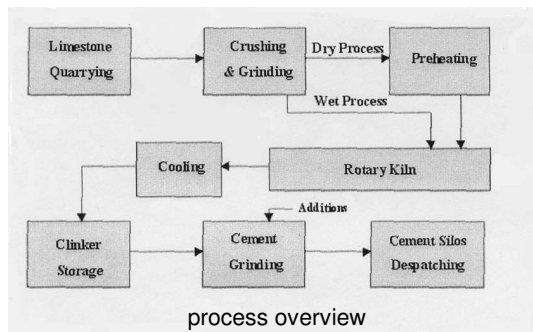 Limestone
Quarrying
Crushing
& Grinding
Dry Process
Preheating
Wet Process
Cooling
Rotary Kiln
Additions
Clinker
Storage
Cement
Grinding
Cement Silos
Despatching
process overview